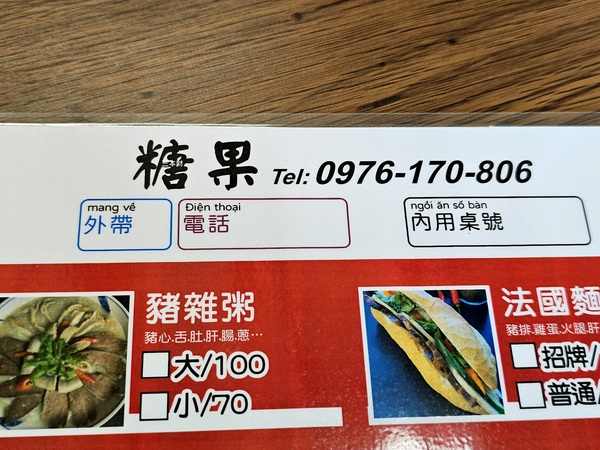 糖果 Tel: 0976-170-806
mang về Điện thoại ngồi ăn số bàn
外帶 電話 內用桌號
豬雜粥 法國麵
豬心.舌.肚.肝.腸.蔥… 豬排.雞蛋.火腿.肝
大/100 招牌/
小/70 普通/